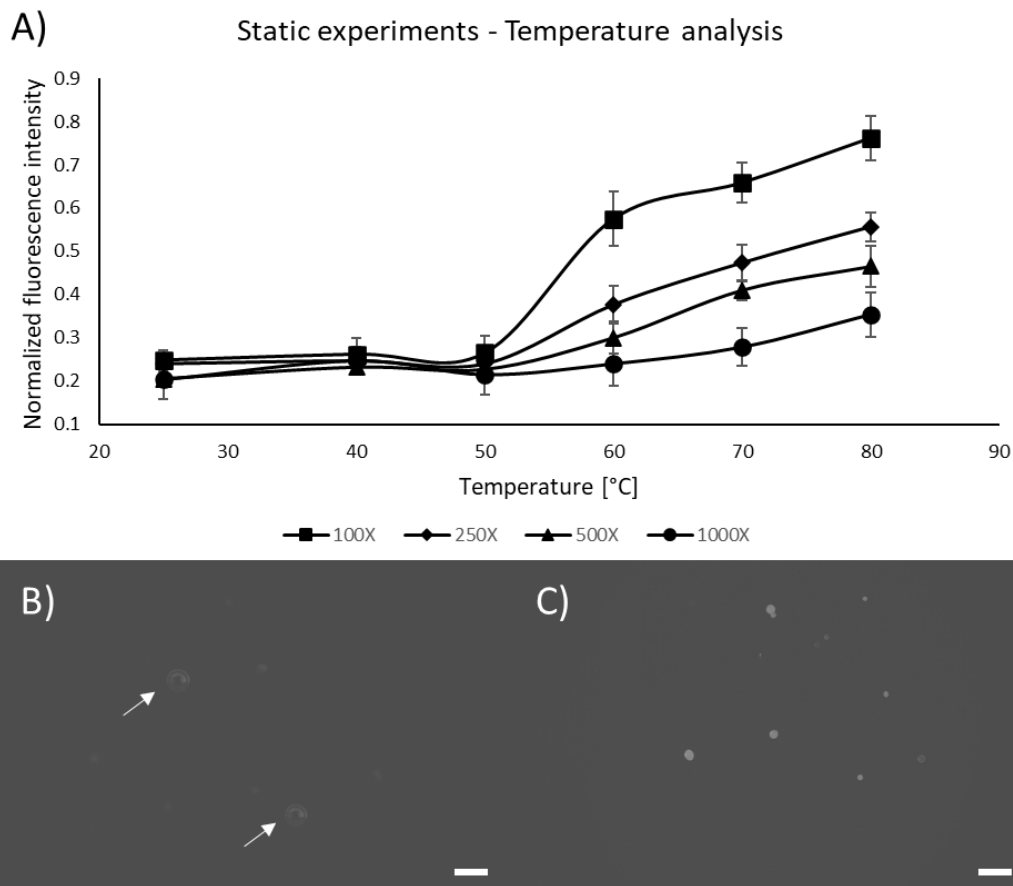 A)
Static experiments - Temperature analysis
Normalized fluorescence intensity
0.9
0.8
0.7
0.6
0.5
0.4
0.3
0.2
0.1
20 30 40 50 60 70 80 90
Temperature [°C]
100X 250X 500X 1000X
B) C)